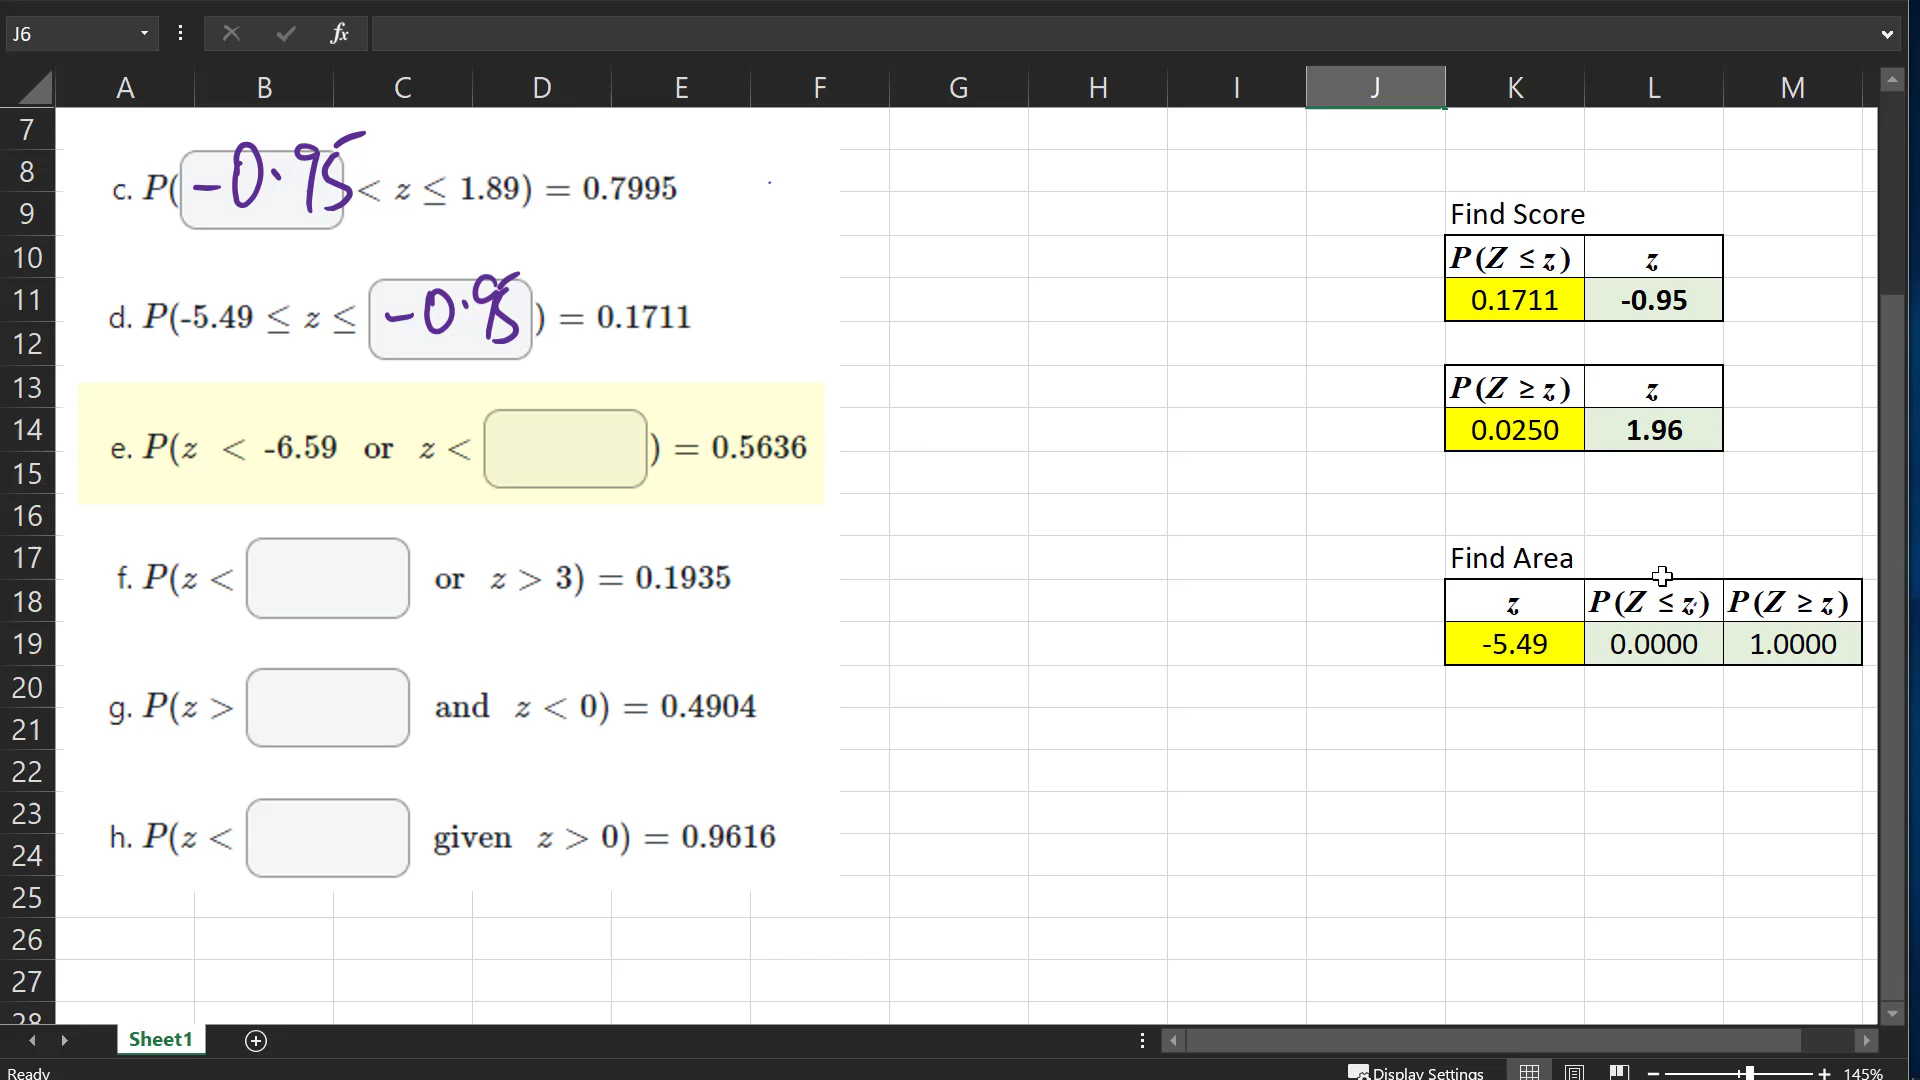 J6
fx
A B C D E F G H I J K L M
7
8
9
10
11
12
13
14
15
16
17
18
19
20
21
22
23
24
25
26
27
28
c. P( -0.95 < z ≤ 1.89) = 0.7995
d. P(-5.49 ≤ z ≤ -0.95 ) = 0.1711
e. P(z < -6.59 or z < ) = 0.5636
f. P(z < or z > 3) = 0.1935
g. P(z > and z < 0) = 0.4904
h. P(z < given z > 0) = 0.9616
Find Score
P(Z ≤ z) z
0.1711 -0.95
P(Z ≥ z) z
0.0250 1.96
Find Area
z P(Z ≤ z) P(Z ≥ z)
-5.49 0.0000 1.0000
Sheet1
Ready
Display Settings
145%